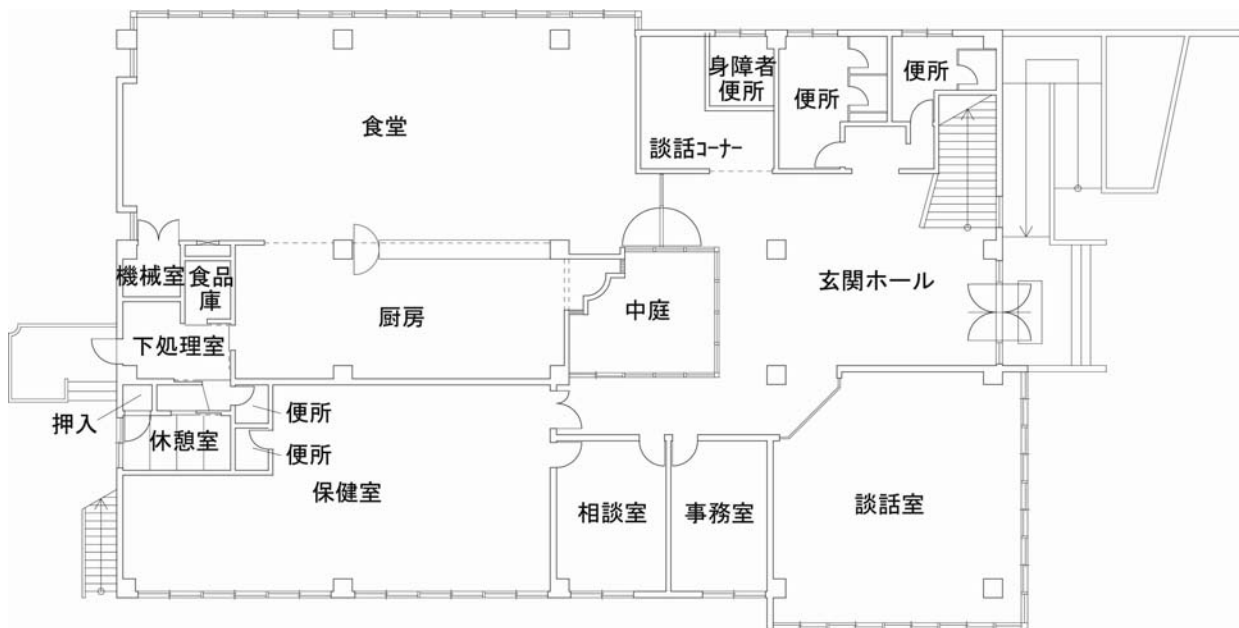 身障者
便所
便所
便所
食堂
談話ｺｰﾅｰ
機械室
食品
庫
玄関ホール
厨房
中庭
下処理室
押入
便所
休憩室
便所
保健室
相談室
事務室
談話室